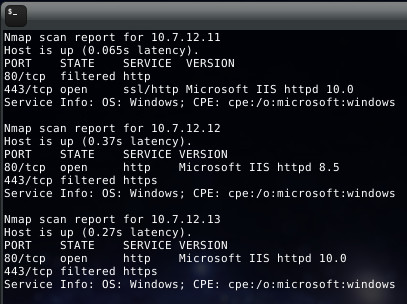 Nmap scan report for 10.7.12.11
Host is up (0.065s latency).
PORT    STATE    SERVICE  VERSION
80/tcp  filtered http
443/tcp open     ssl/http Microsoft IIS httpd 10.0
Service Info: OS: Windows; CPE: cpe:/o:microsoft:windows

Nmap scan report for 10.7.12.12
Host is up (0.37s latency).
PORT    STATE    SERVICE VERSION
80/tcp  open     http    Microsoft IIS httpd 8.5
443/tcp filtered https
Service Info: OS: Windows; CPE: cpe:/o:microsoft:windows

Nmap scan report for 10.7.12.13
Host is up (0.27s latency).
PORT    STATE    SERVICE VERSION
80/tcp  open     http    Microsoft IIS httpd 10.0
443/tcp filtered https
Service Info: OS: Windows; CPE: cpe:/o:microsoft:windows